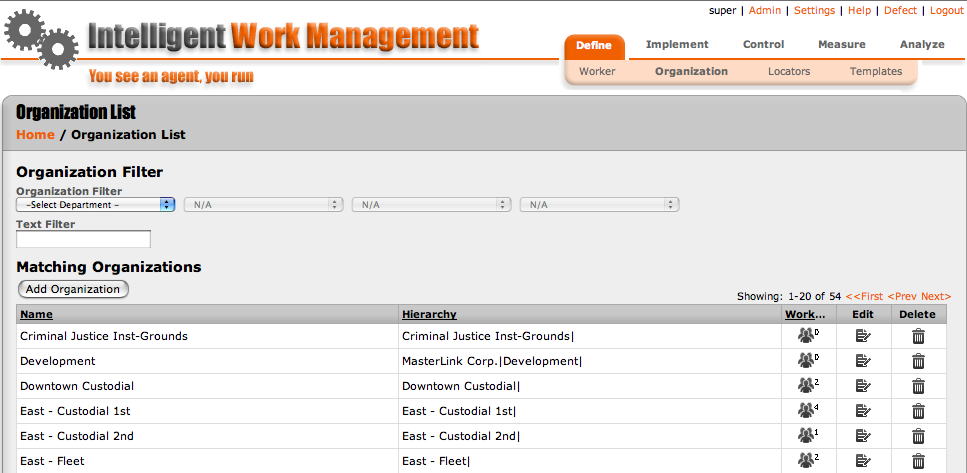 super | Admin | Settings | Help | Defect | Logout
Intelligent Work Management
You see an agent, you run
Define Implement Control Measure Analyze
Worker Organization Locators Templates
Organization List
Home / Organization List
Organization Filter
Organization Filter
-Select Department - N/A N/A N/A
Text Filter
Matching Organizations
Add Organization
Showing: 1-20 of 54 <<First <Prev Next>
Name Hierarchy Work... Edit Delete
Criminal Justice Inst-Grounds Criminal Justice Inst-Grounds| 0
Development MasterLink Corp.|Development| 0
Downtown Custodial Downtown Custodial| 2
East - Custodial 1st East - Custodial 1st| 4
East - Custodial 2nd East - Custodial 2nd| 1
East - Fleet East - Fleet| 2